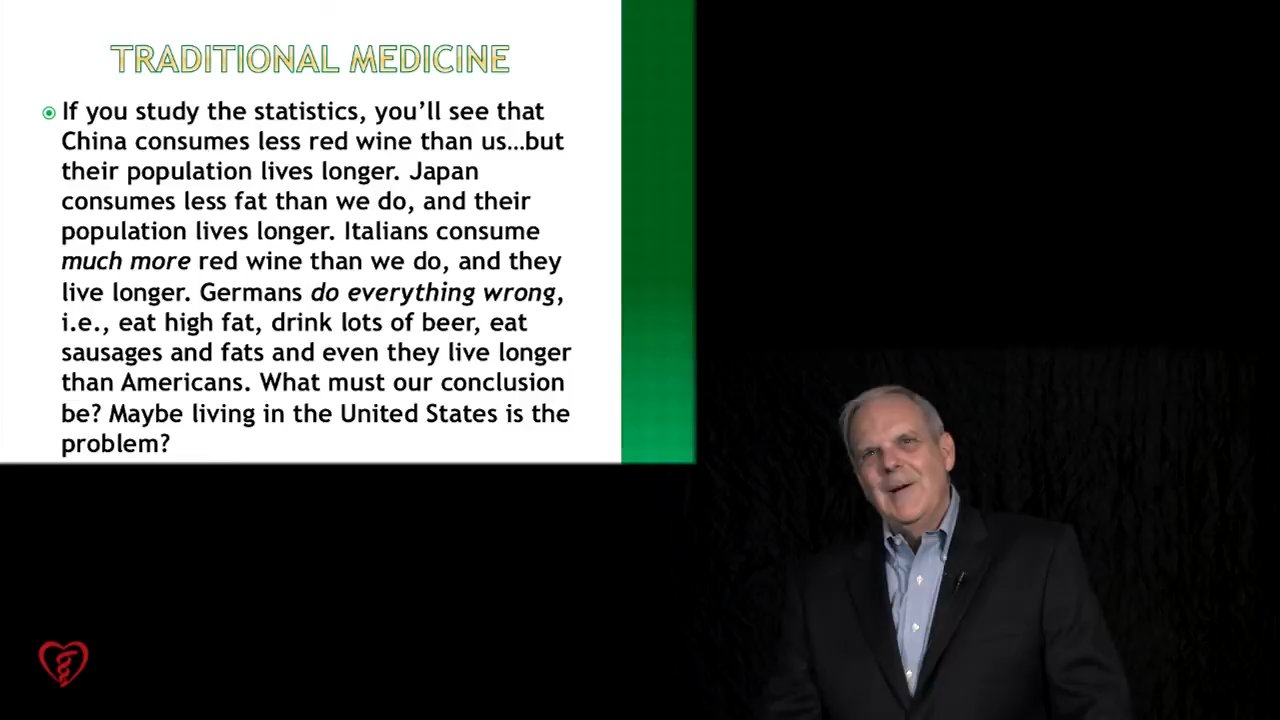 TRADITIONAL MEDICINE
If you study the statistics, you’ll see that
China consumes less red wine than us…but
their population lives longer. Japan
consumes less fat than we do, and their
population lives longer. Italians consume
much more red wine than we do, and they
live longer. Germans do everything wrong,
i.e., eat high fat, drink lots of beer, eat
sausages and fats and even they live longer
than Americans. What must our conclusion
be? Maybe living in the United States is the
problem?